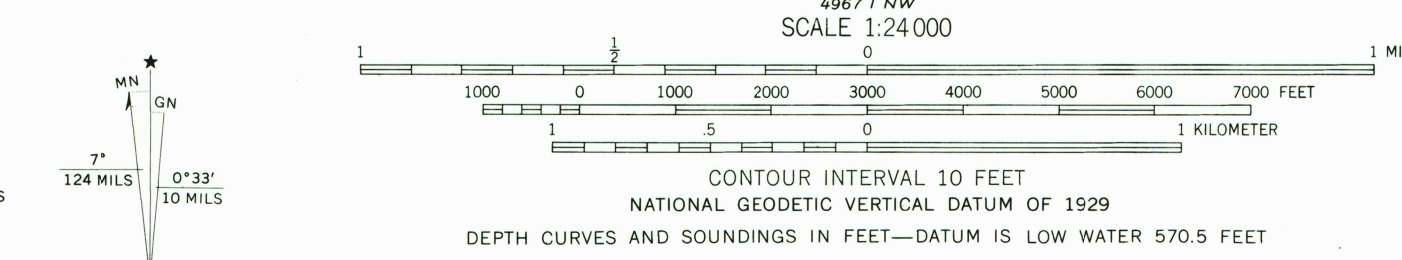 4967 I NW
SCALE 1:24 000
1 1/2 0 1 MI
1000 0 1000 2000 3000 4000 5000 6000 7000 FEET
1 .5 0 1 KILOMETER
CONTOUR INTERVAL 10 FEET
NATIONAL GEODETIC VERTICAL DATUM OF 1929
DEPTH CURVES AND SOUNDINGS IN FEET—DATUM IS LOW WATER 570.5 FEET
★
MN
GN
7°
124 MILS
0°33′
10 MILS
S